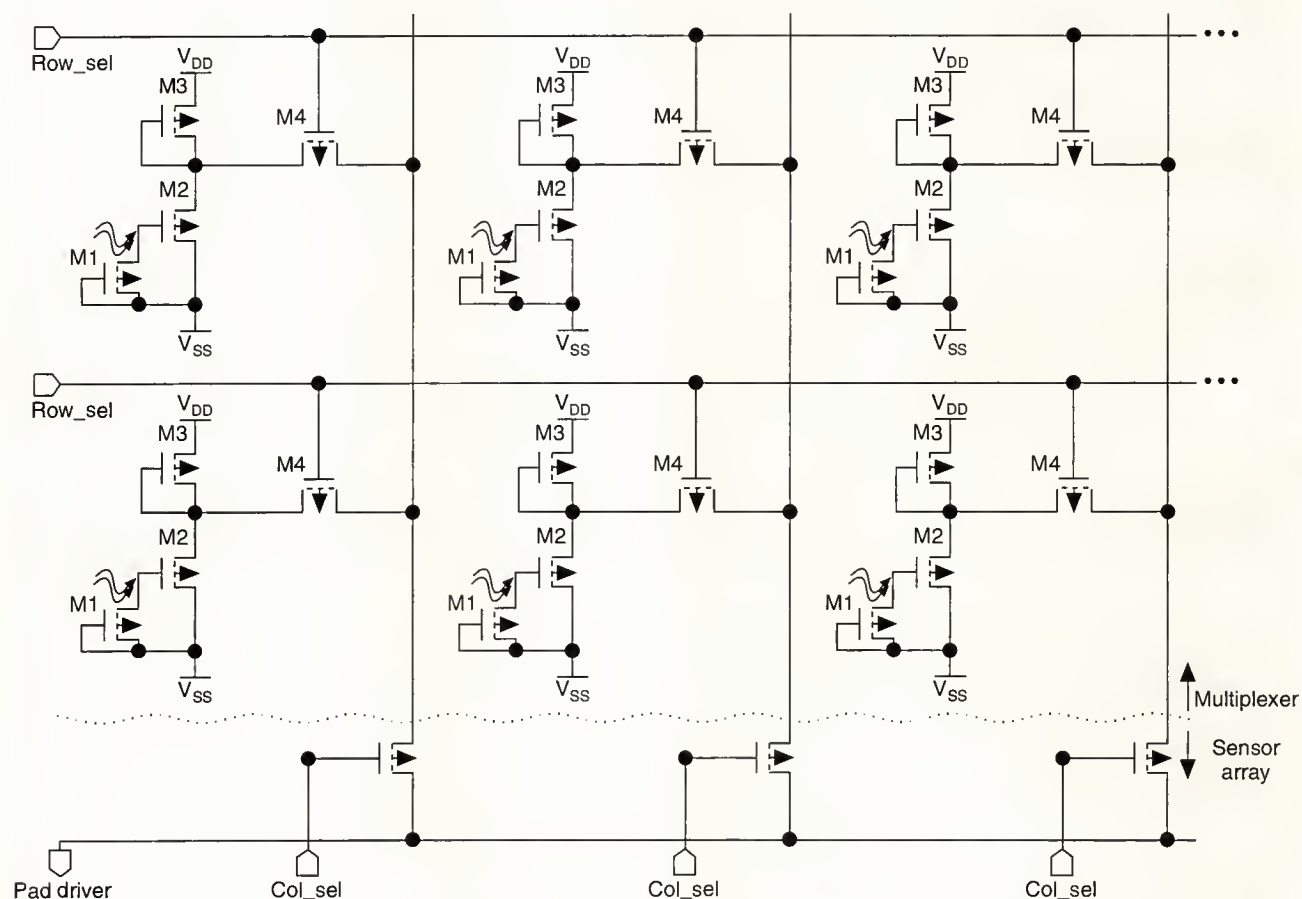 Row_sel
V_DD V_DD V_DD
M3 M3 M3
M4 M4 M4
M2 M2 M2
M1 M1 M1
V_SS V_SS V_SS
Row_sel
V_DD V_DD V_DD
M3 M3 M3
M4 M4 M4
M2 M2 M2
M1 M1 M1
V_SS V_SS V_SS
Multiplexer
Sensor
array
Pad driver Col_sel Col_sel Col_sel